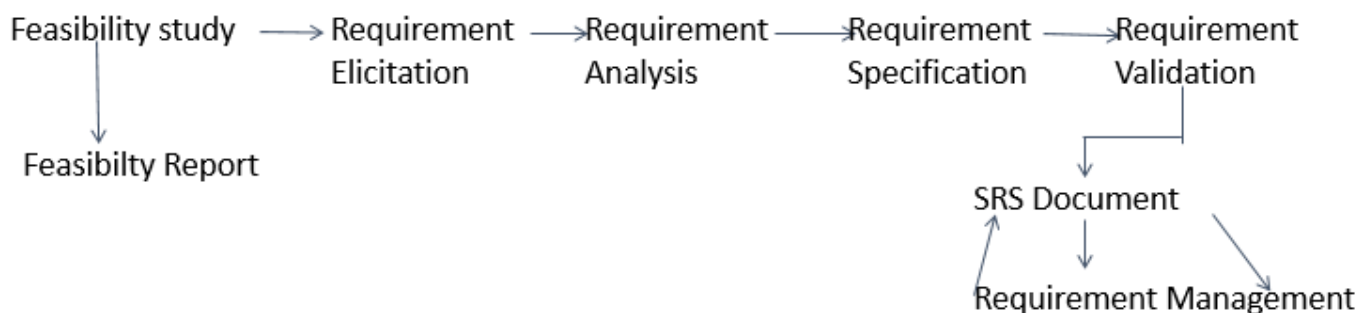 Feasibility study
Requirement
Elicitation
Requirement
Analysis
Requirement
Specification
Requirement
Validation
Feasibilty Report
SRS Document
Requirement Management